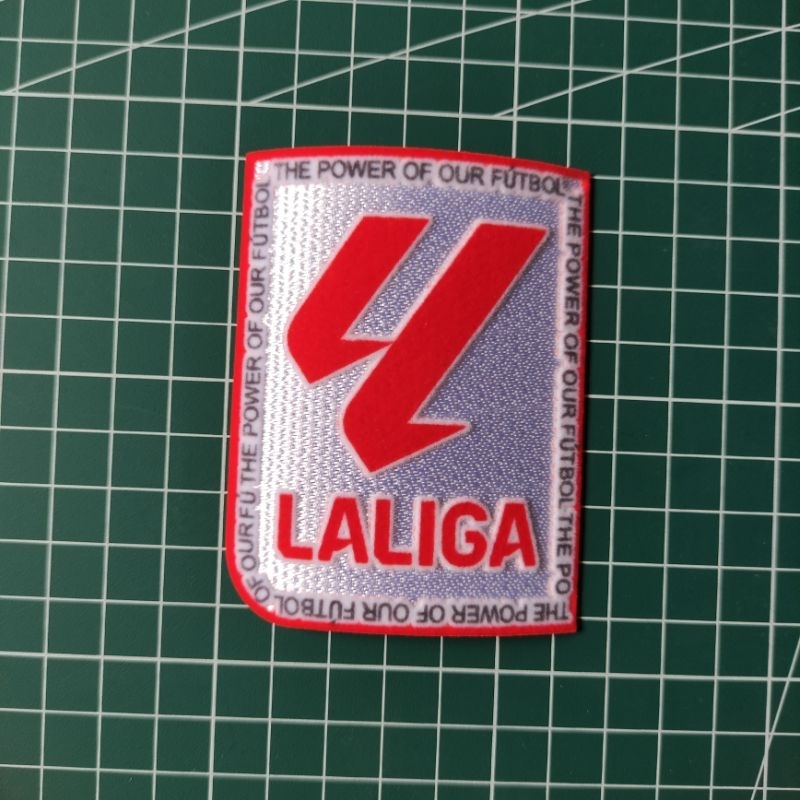 THE POWER OF OUR FÚTBOL
THE POWER OF OUR FÚTBOL THE PO
LALIGA
THE POWER OF OUR FÚTBOL
OF OUR FÚ THE POWER OF OUR FÚTBOL